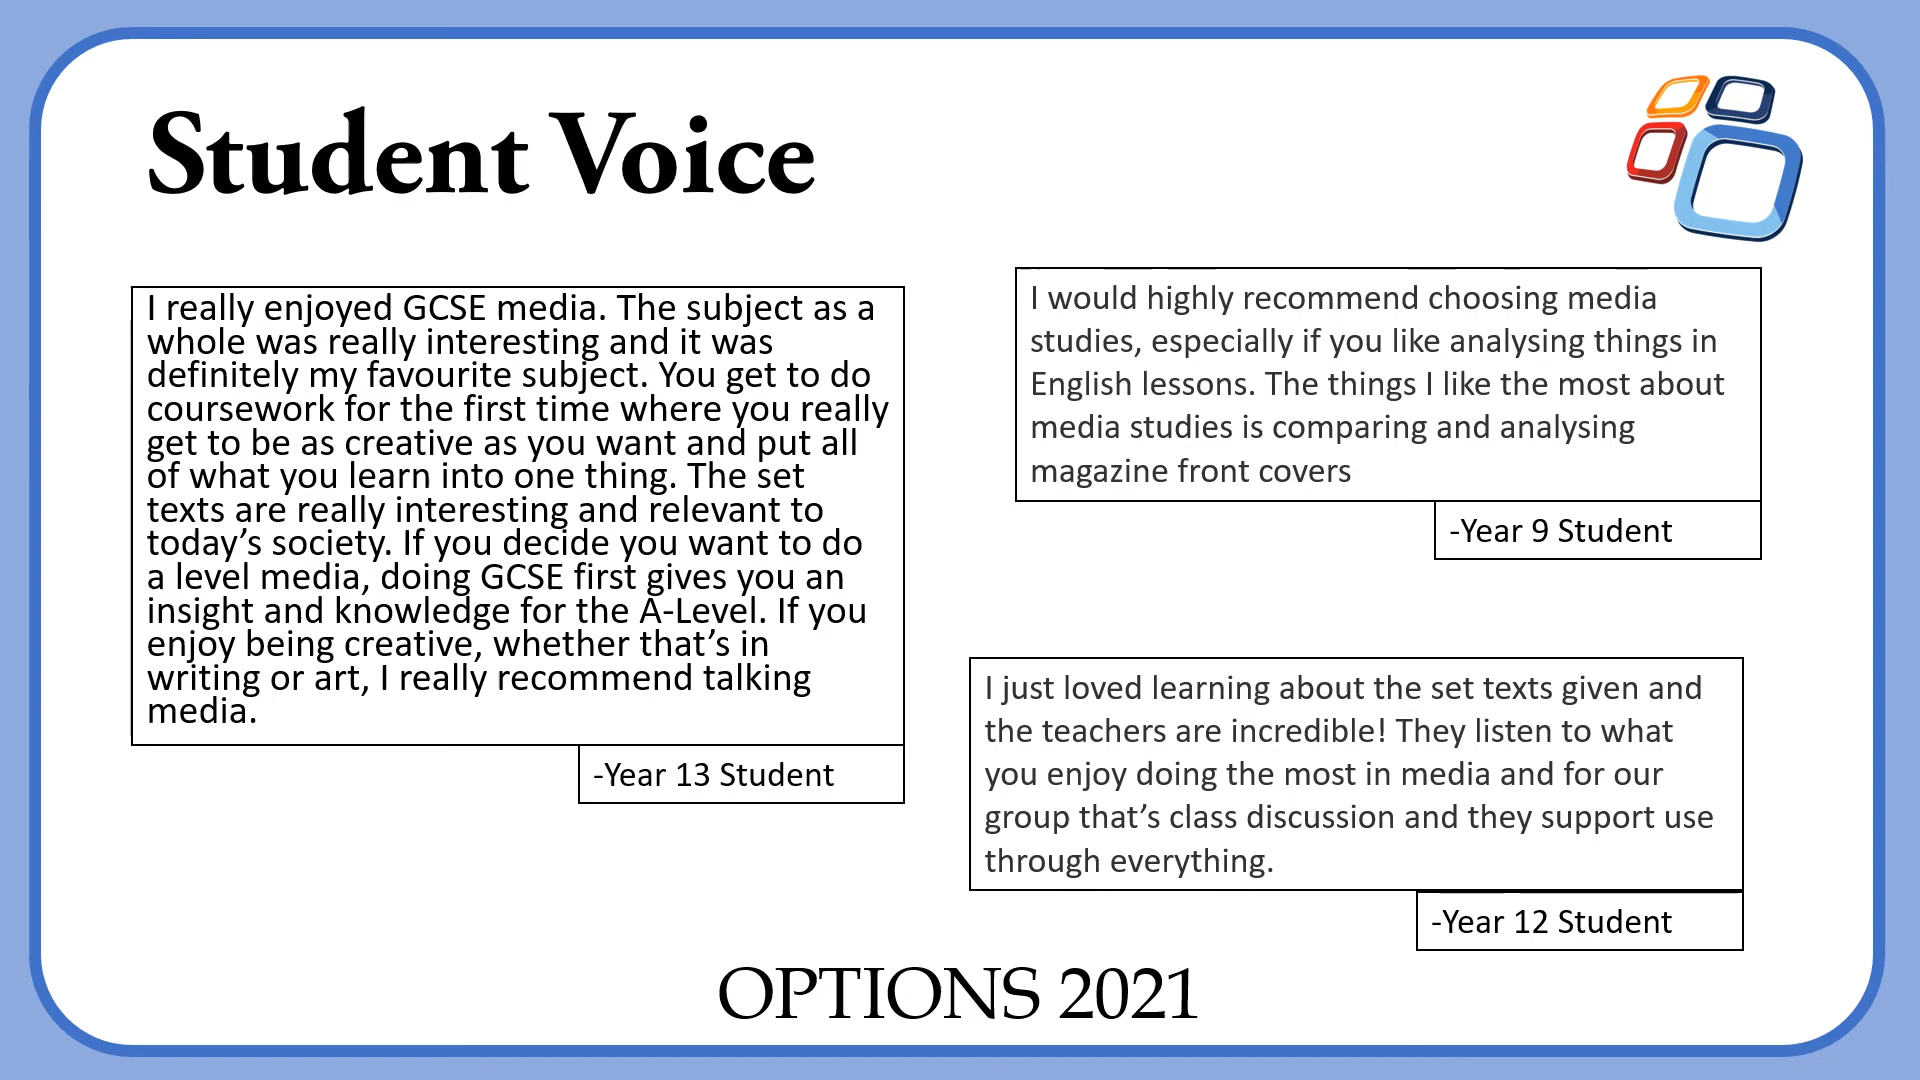 Student Voice
I really enjoyed GCSE media. The subject as a
whole was really interesting and it was
definitely my favourite subject. You get to do
coursework for the first time where you really
get to be as creative as you want and put all
of what you learn into one thing. The set
texts are really interesting and relevant to
today’s society. If you decide you want to do
a level media, doing GCSE first gives you an
insight and knowledge for the A-Level. If you
enjoy being creative, whether that’s in
writing or art, I really recommend talking
media.
-Year 13 Student
I would highly recommend choosing media
studies, especially if you like analysing things in
English lessons. The things I like the most about
media studies is comparing and analysing
magazine front covers
-Year 9 Student
I just loved learning about the set texts given and
the teachers are incredible! They listen to what
you enjoy doing the most in media and for our
group that’s class discussion and they support use
through everything.
-Year 12 Student
OPTIONS 2021